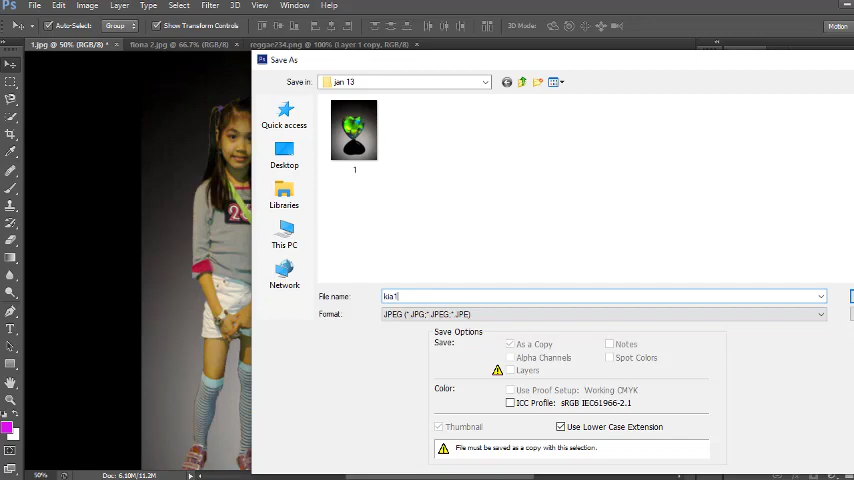 Ps File Edit Image Layer Type Select Filter 3D View Window Help
Auto-Select: Group Show Transform Controls 3D Mode: Motion
1.jpg @ 50% (RGB/8) * × fiona 2.jpg @ 66.7% (RGB/8) × reggae234.png @ 100% (Layer 1 copy, RGB/8) ×
Ps Save As
Save in: jan 13
Quick access
Desktop
Libraries
This PC
Network
1
File name: kia1
Format: JPEG (*.JPG;*.JPEG;*.JPE)
Save Options
Save: As a Copy Notes
Alpha Channels Spot Colors
Layers
Color: Use Proof Setup: Working CMYK
ICC Profile: sRGB IEC61966-2.1
Thumbnail Use Lower Case Extension
File must be saved as a copy with this selection.
50% Doc: 6.10M/11.2M